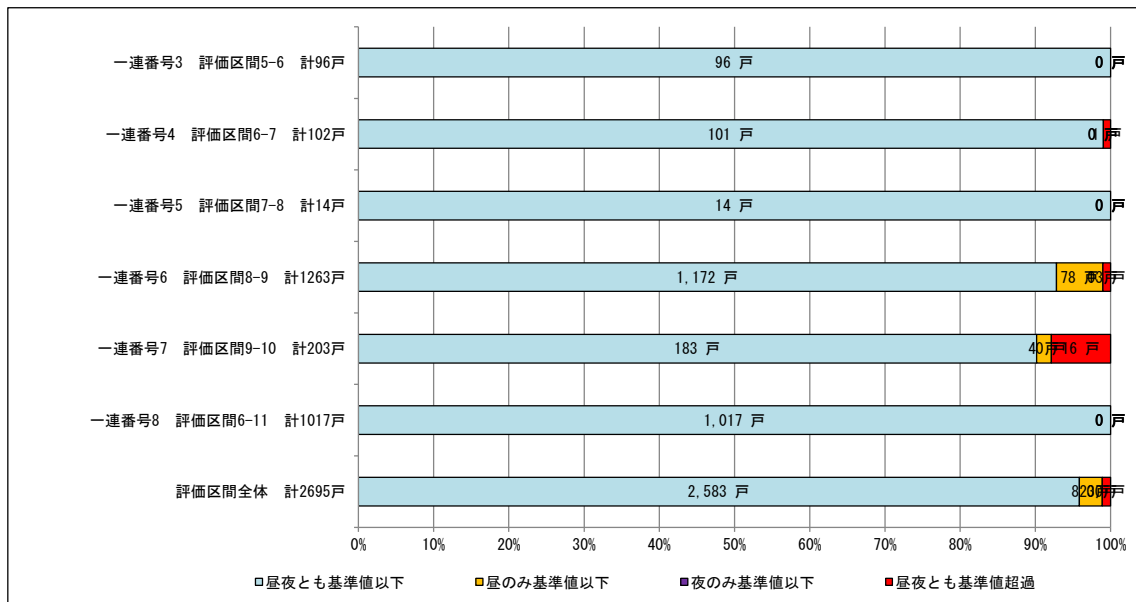 一連番号3　評価区間5-6　計96戸
96 戸
0 戸
一連番号4　評価区間6-7　計102戸
101 戸
一連番号5　評価区間7-8　計14戸
14 戸
0 戸
一連番号6　評価区間8-9　計1263戸
1,172 戸
78 戸
一連番号7　評価区間9-10　計203戸
183 戸
16 戸
一連番号8　評価区間6-11　計1017戸
1,017 戸
0 戸
評価区間全体　計2695戸
2,583 戸
0% 10% 20% 30% 40% 50% 60% 70% 80% 90% 100%
昼夜とも基準値以下 昼のみ基準値以下 夜のみ基準値以下 昼夜とも基準値超過